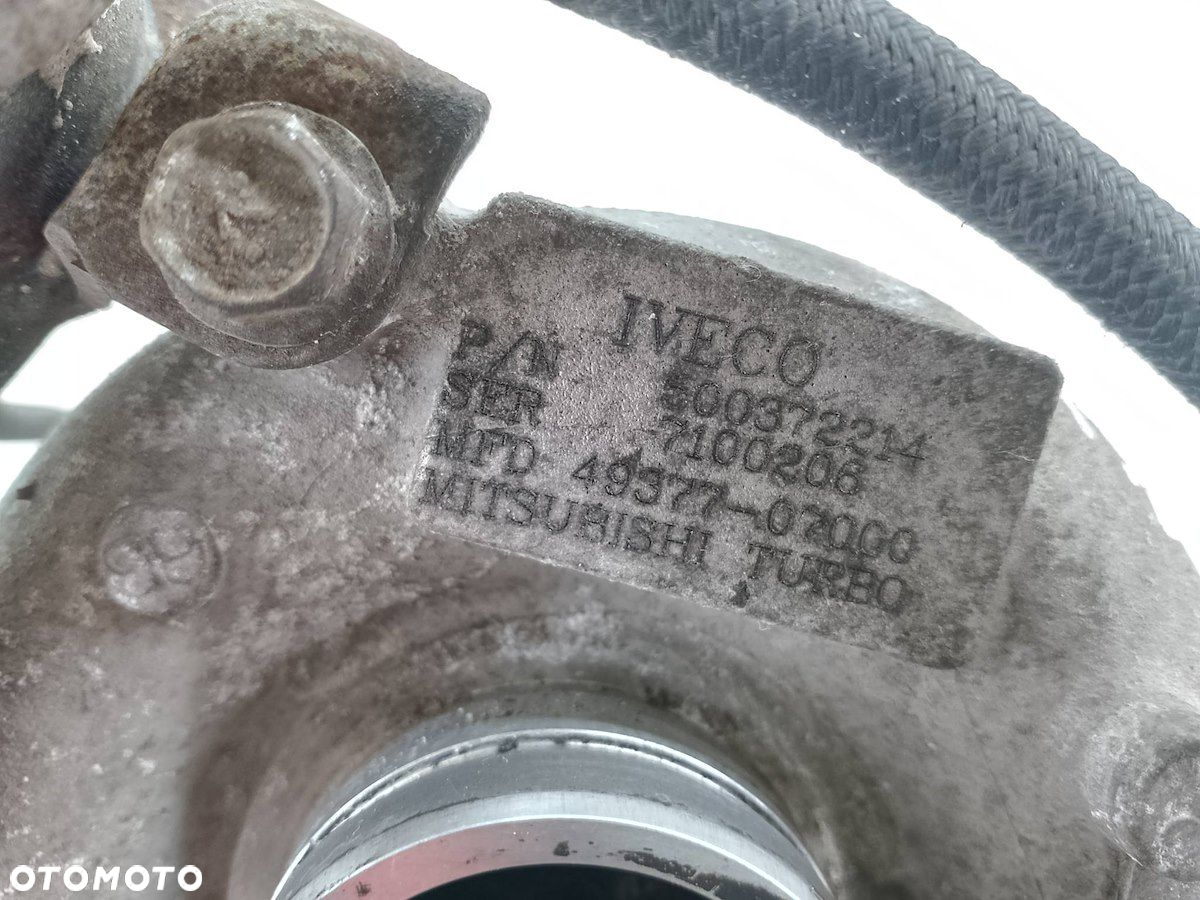 IVECO
P/N 500372214
SER 7100206
MFD 49377-07000
MITSUBISHI TURBO
OTOMOTO